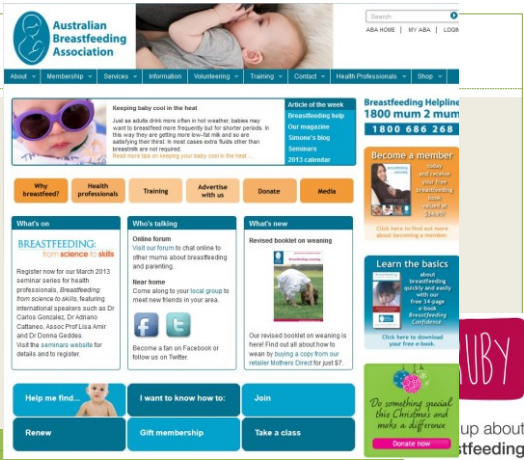 Australian
Breastfeeding
Association
Search
ABA HOME | MY ABA | LOGIN
About
Membership
Services
Information
Volunteering
Training
Contact
Health Professionals
Shop
Keeping baby cool in the heat
Just as adults drink more often in hot weather, babies may
want to breastfeed more frequently but for shorter periods. In
this way they are getting more low-fat milk and so are
satisfying their thirst. In most cases extra fluids other than
breastmilk are not required.
Read more tips on keeping your baby cool in the heat ...
Article of the week
Breastfeeding help
Our magazine
Simone's blog
Seminars
2013 calendar
Breastfeeding Helpline
1800 mum 2 mum
1800 686 268
Become a member
today
and receive
your free
breastfeeding
book
valued at
Click here to find out more
about becoming a member.
Why
breastfeed?
Health
professionals
Training
Advertise
with us
Donate
Media
What's on
BREASTFEEDING:
from science to skills
Register now for our March 2013
seminar series for health
professionals, Breastfeeding:
from science to skills, featuring
international speakers such as Dr
Carlos Gonzalez, Dr Adriano
Cattaneo, Assoc Prof Lisa Amir
and Dr Donna Geddes.
Visit the seminars website for
details and to register.
Who's talking
Online forum
Visit our forum to chat online to
other mums about breastfeeding
and parenting.
Near home
Come along to your local group to
meet new friends in your area.
Become a fan on Facebook or
follow us on Twitter.
What's new
Revised booklet on weaning
Our revised booklet on weaning is
here! Find out all about how to
wean by buying a copy from our
retailer Mothers Direct for just $7.
Learn the basics
about
breastfeeding
quickly and easily
with our
free 14-page
e-book
Breastfeeding
Confidence
Click here to download
your free e-book.
Help me find...
I want to know how to:
Join
Renew
Gift membership
Take a class
Do something special
this Christmas and
make a difference
Donate now
UBY
up about
stfeeding